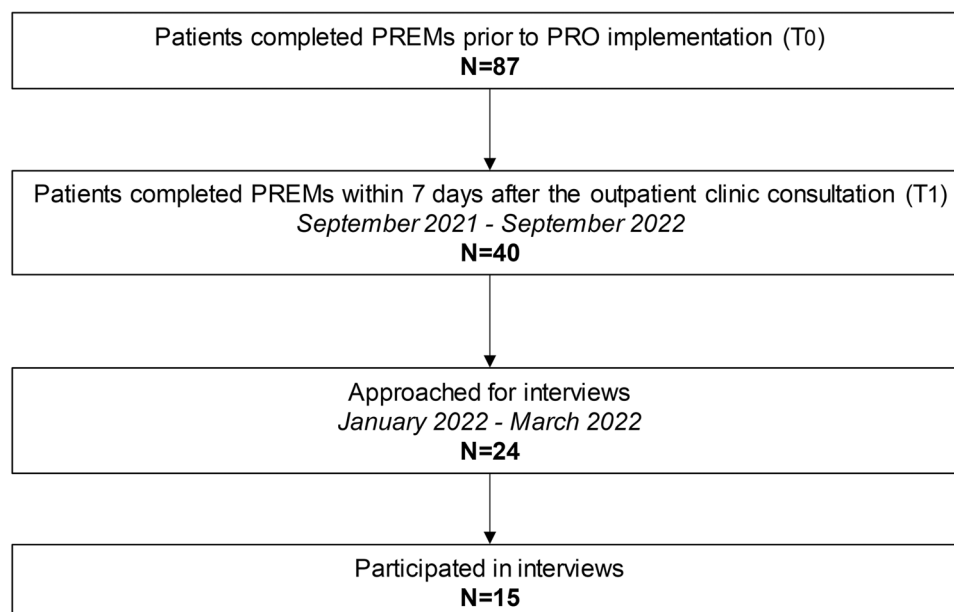 Patients completed PREMs prior to PRO implementation (T0)
N=87
Patients completed PREMs within 7 days after the outpatient clinic consultation (T1)
September 2021 - September 2022
N=40
Approached for interviews
January 2022 - March 2022
N=24
Participated in interviews
N=15